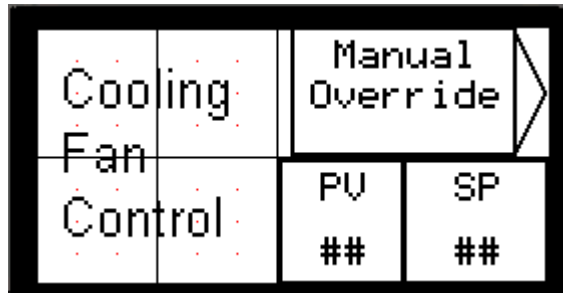 Cooling
Fan
Control
Manual
Override
PV
SP
##
##